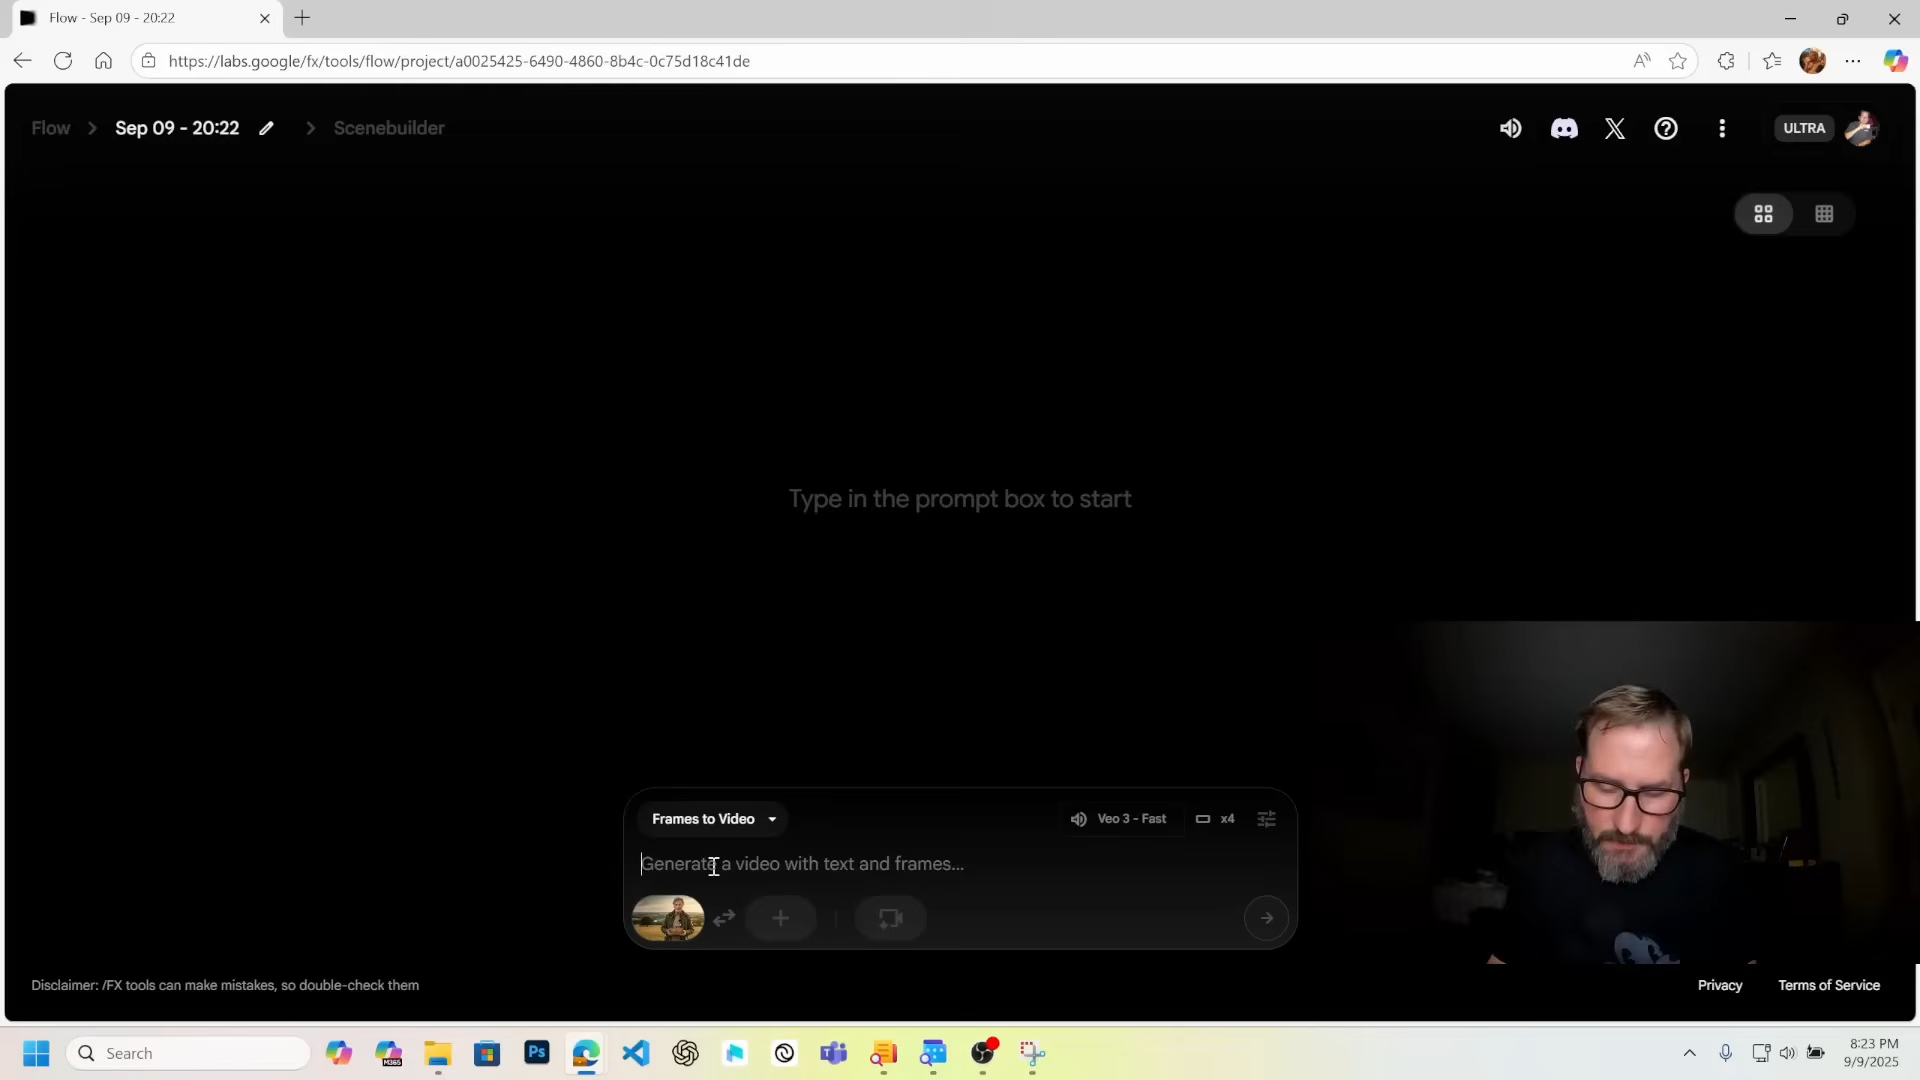 Flow - Sep 09 - 20:22
https://labs.google/fx/tools/flow/project/a0025425-6490-4860-8b4c-0c75d18c41de
Flow
Sep 09 - 20:22
Scenebuilder
ULTRA
Type in the prompt box to start
Frames to Video
Veo 3 - Fast
x4
Generate a video with text and frames...
Disclaimer: /FX tools can make mistakes, so double-check them
Privacy
Terms of Service
Search
M365
Ps
8:23 PM
9/9/2025